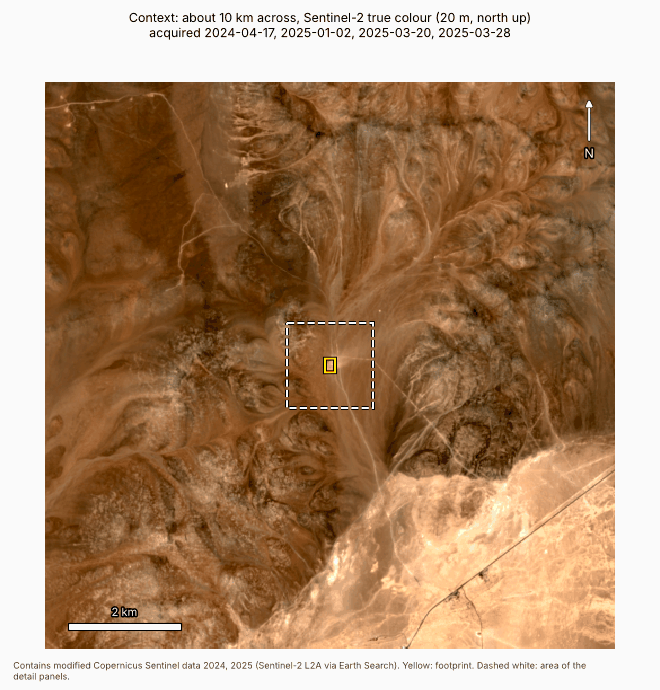 Context: about 10 km across, Sentinel-2 true colour (20 m, north up)
acquired 2024-04-17, 2025-01-02, 2025-03-20, 2025-03-28
N
2 km
Contains modified Copernicus Sentinel data 2024, 2025 (Sentinel-2 L2A via Earth Search). Yellow: footprint. Dashed white: area of the
detail panels.